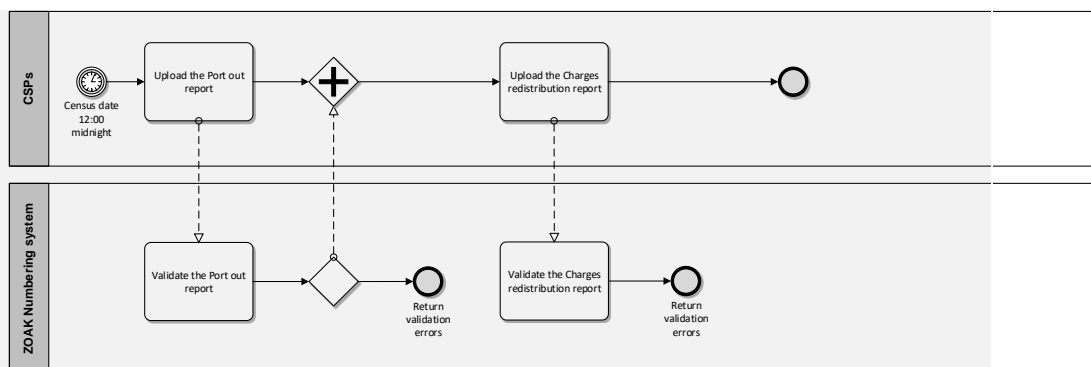 CSPs
Census date
12:00
midnight
Upload the Port out
report
Upload the Charges
redistribution report
ZOAK Numbering system
Validate the Port out
report
Return
validation
errors
Validate the Charges
redistribution report
Return
validation
errors